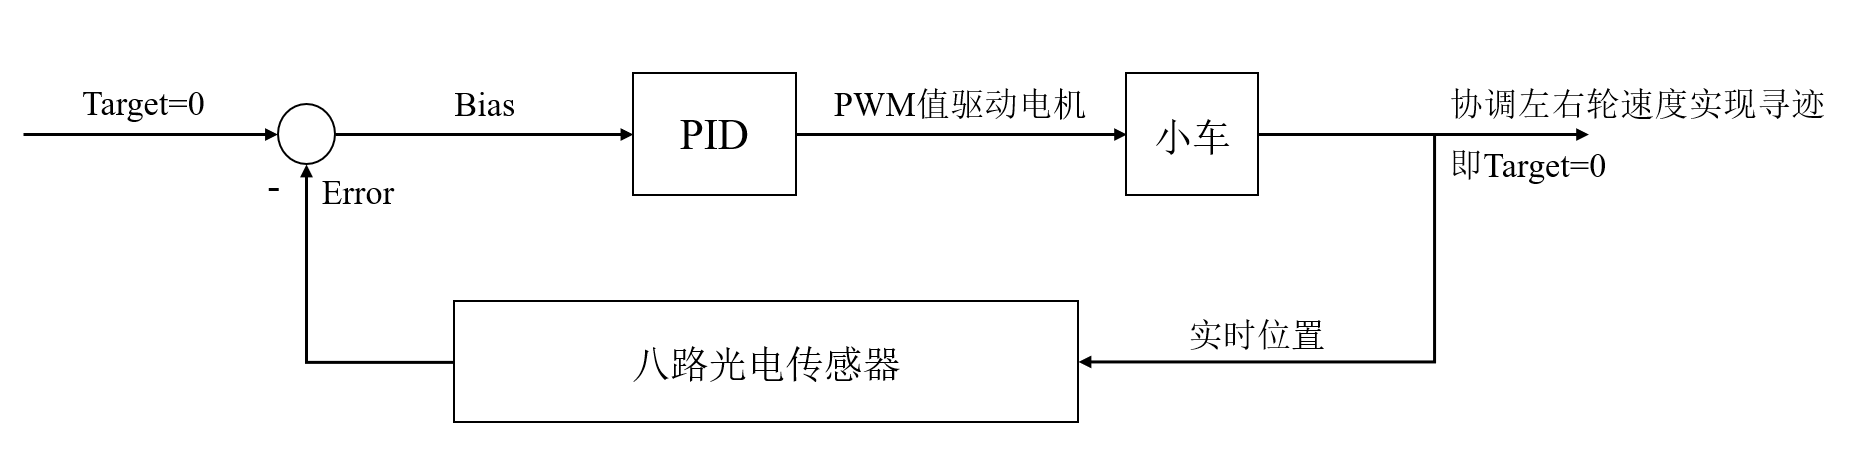 Target=0
Bias
PID
PWM值驱动电机
小车
协调左右轮速度实现寻迹
即Target=0
-
Error
八路光电传感器
实时位置